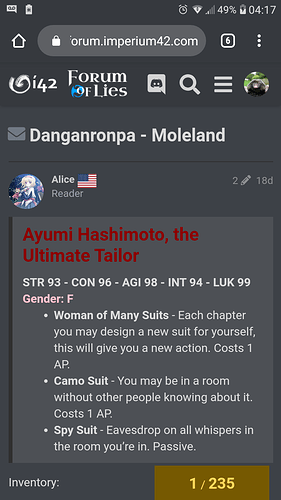 49% 04:17
forum.imperium42.com 6
i42 Forum of Lies
Danganronpa - Moleland
Alice 2 18d
Reader
Ayumi Hashimoto, the
Ultimate Tailor
STR 93 - CON 96 - AGI 98 - INT 94 - LUK 99
Gender: F
• Woman of Many Suits - Each chapter
you may design a new suit for yourself,
this will give you a new action. Costs 1
AP.
• Camo Suit - You may be in a room
without other people knowing about it.
Costs 1 AP.
• Spy Suit - Eavesdrop on all whispers in
the room you're in. Passive.
Inventory: 1 / 235